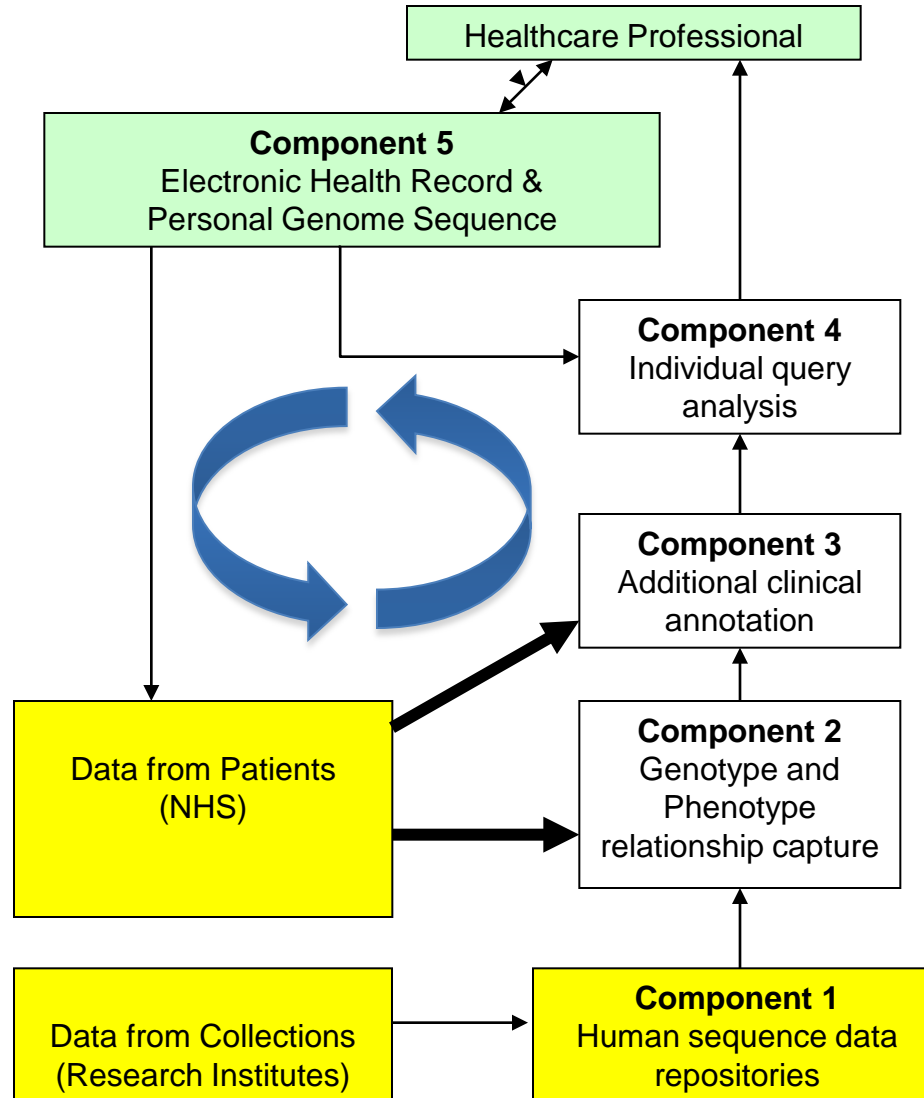 Healthcare Professional
Component 5
Electronic Health Record &
Personal Genome Sequence
Component 4
Individual query
analysis
Component 3
Additional clinical
annotation
Data from Patients
(NHS)
Component 2
Genotype and
Phenotype
relationship capture
Data from Collections
(Research Institutes)
Component 1
Human sequence data
repositories